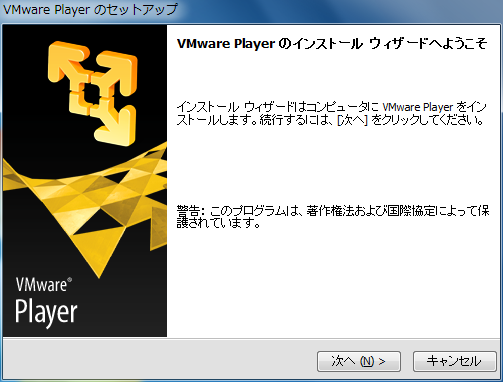 VMware Player のセットアップ
VMware Player のインストール ウィザードへようこそ
インストール ウィザードはコンピュータに VMware Player をイン
ストールします。続行するには、[次へ] をクリックしてください。
警告: このプログラムは、著作権法および国際協定によって保
護されています。
VMware®
Player
次へ (N) >
キャンセル